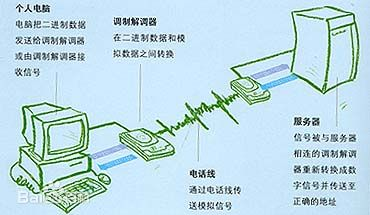 个人电脑
电脑把二进制数据
发送给调制解调器
或由调制解调器接
收信号
调制解调器
在二进制数据和模
拟数据之间转换
电话线
通过电话线传
送模拟信号
服务器
信号被与服务器
相连的调制解调
器重新转换成数
字信号并传送至
正确的地址